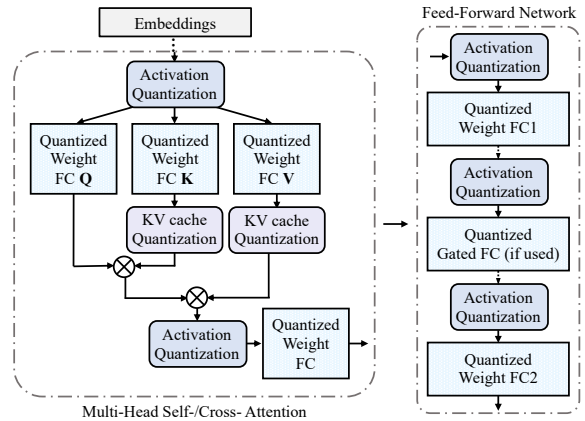 Embeddings
Activation
Quantization
Quantized
Weight
FC Q
Quantized
Weight
FC K
Quantized
Weight
FC V
KV cache
Quantization
KV cache
Quantization
Activation
Quantization
Quantized
Weight
FC
Multi-Head Self-/Cross- Attention
Feed-Forward Network
Activation
Quantization
Quantized
Weight FC1
Activation
Quantization
Quantized
Gated FC (if used)
Activation
Quantization
Quantized
Weight FC2